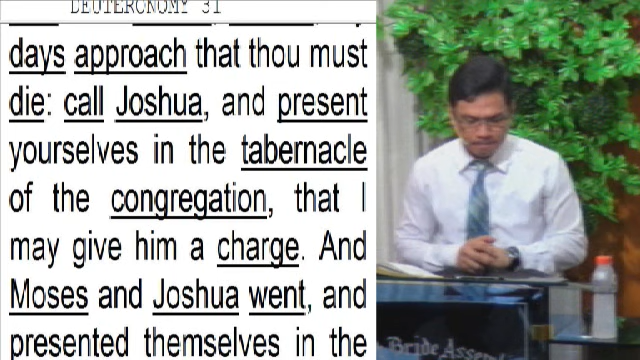 DEUTERONOMY 31
days approach that thou must
die: call Joshua, and present
yourselves in the tabernacle
of the congregation, that I
may give him a charge. And
Moses and Joshua went, and
presented themselves in the
Bride